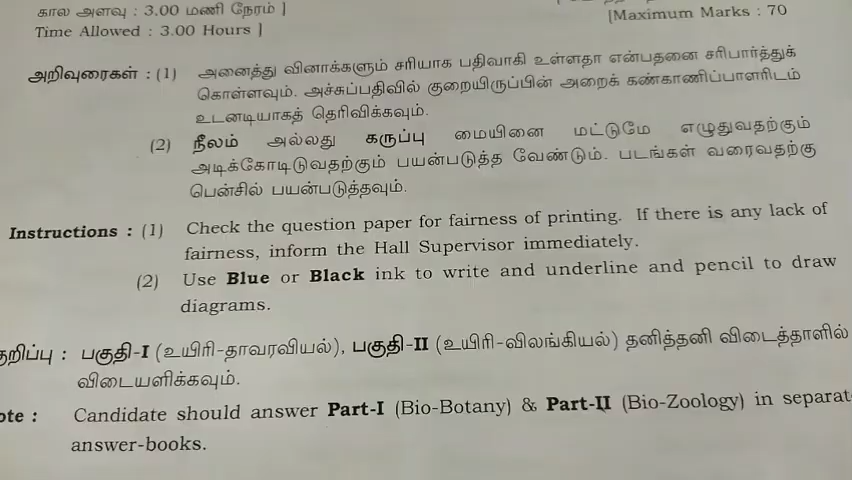 கால அளவு : 3.00 மணி நேரம் ]
Time Allowed : 3.00 Hours ]
[Maximum Marks : 70
அறிவுரைகள் : (1) அனைத்து வினாக்களும் சரியாக பதிவாகி உள்ளதா என்பதனை சரிபார்த்துக்
கொள்ளவும். அச்சுப்பதிவில் குறையிருப்பின் அறைக் கண்காணிப்பாளரிடம்
உடனடியாகத் தெரிவிக்கவும்.
(2) நீலம் அல்லது கருப்பு மையினை மட்டுமே எழுதுவதற்கும்
அடிக்கோடிடுவதற்கும் பயன்படுத்த வேண்டும். படங்கள் வரைவதற்கு
பென்சில் பயன்படுத்தவும்.
Instructions : (1) Check the question paper for fairness of printing. If there is any lack of
fairness, inform the Hall Supervisor immediately.
(2) Use Blue or Black ink to write and underline and pencil to draw
diagrams.
குறிப்பு : பகுதி-I (உயிரி-தாவரவியல்), பகுதி-II (உயிரி-விலங்கியல்) தனித்தனி விடைத்தாளில்
விடையளிக்கவும்.
ote : Candidate should answer Part-I (Bio-Botany) & Part-II (Bio-Zoology) in separat
answer-books.